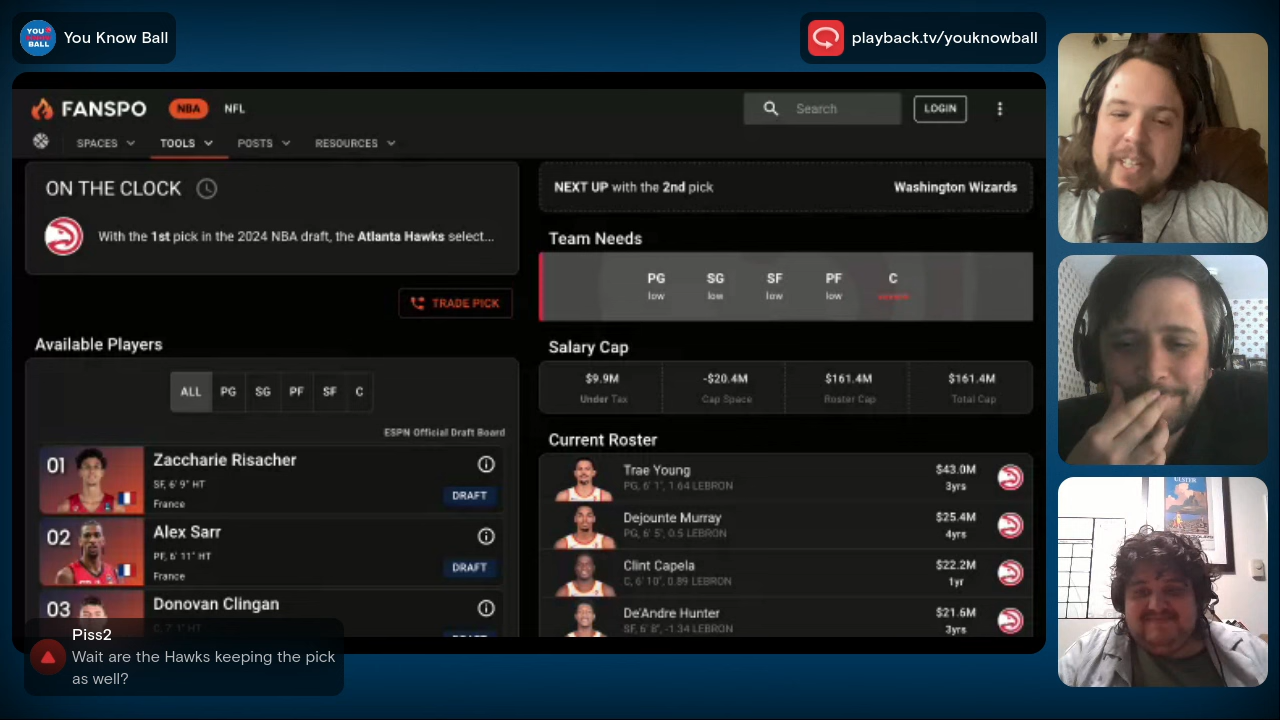 YOU
BALL
You Know Ball
playback.tv/youknowball
FANSPO
NBA
NFL
Search
LOGIN
SPACES
TOOLS
POSTS
RESOURCES
ON THE CLOCK
With the 1st pick in the 2024 NBA draft, the Atlanta Hawks select...
TRADE PICK
NEXT UP with the 2nd pick
Washington Wizards
Team Needs
PG SG SF PF C
low low low low
Available Players
ALL PG SG PF SF C
ESPN Official Draft Board
01
Zaccharie Risacher
SF, 6' 9" HT
France
DRAFT
02
Alex Sarr
PF, 6' 11" HT
France
DRAFT
03
Donovan Clingan
C, 7' 1" HT
Salary Cap
$9.9M -$20.4M $161.4M $161.4M
Under Tax Cap Space Roster Cap Total Cap
Current Roster
Trae Young
PG, 6' 1", 1.64 LEBRON
$43.0M
3yrs
Dejounte Murray
PG, 6' 5", 0.5 LEBRON
$25.4M
4yrs
Clint Capela
C, 6' 10", 0.89 LEBRON
$22.2M
1yr
De'Andre Hunter
SF, 6' 8", -1.34 LEBRON
$21.6M
3yrs
Piss2
Wait are the Hawks keeping the pick
as well?
ULSTER